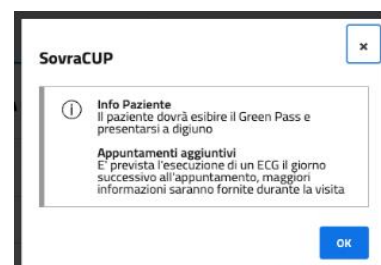 SovraCUP
×
Info Paziente
Il paziente dovrà esibire il Green Pass e
presentarsi a digiuno
Appuntamenti aggiuntivi
E' prevista l'esecuzione di un ECG il giorno
successivo all'appuntamento, maggiori
informazioni saranno fornite durante la visita
OK